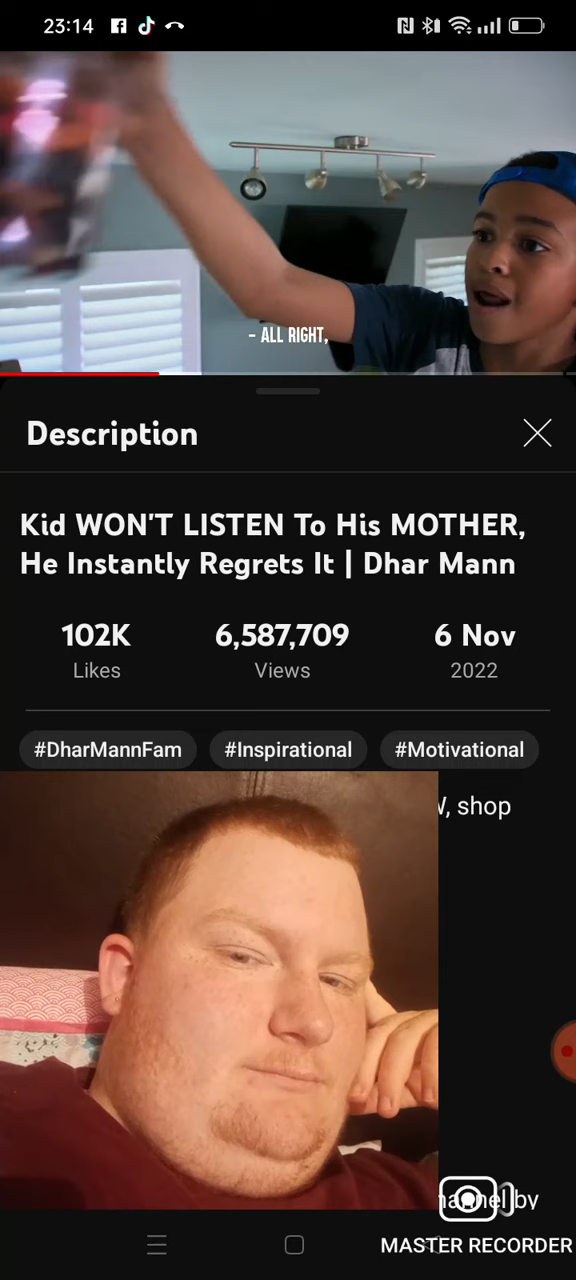 23:14
- ALL RIGHT,
Description
Kid WON'T LISTEN To His MOTHER,
He Instantly Regrets It | Dhar Mann
102K
6,587,709
6 Nov
Likes
Views
2022
#DharMannFam
#Inspirational
#Motivational
shop
by
MASTER RECORDER